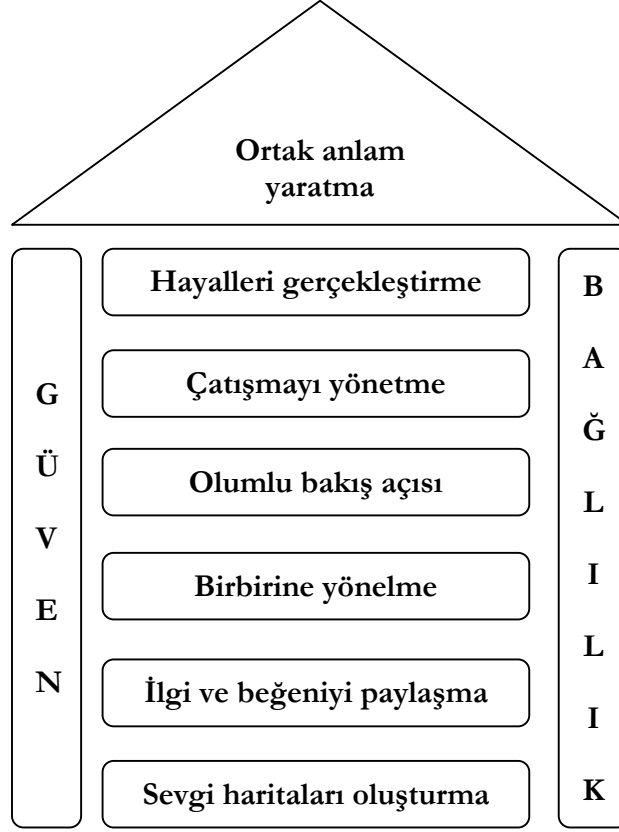 Ortak anlam
yaratma
Hayalleri gerçekleştirme
Çatışmayı yönetme
Olumlu bakış açısı
Birbirine yönelme
İlgi ve beğeniyi paylaşma
Sevgi haritaları oluşturma
G
Ü
V
E
N
B
A
Ğ
L
I
L
I
K